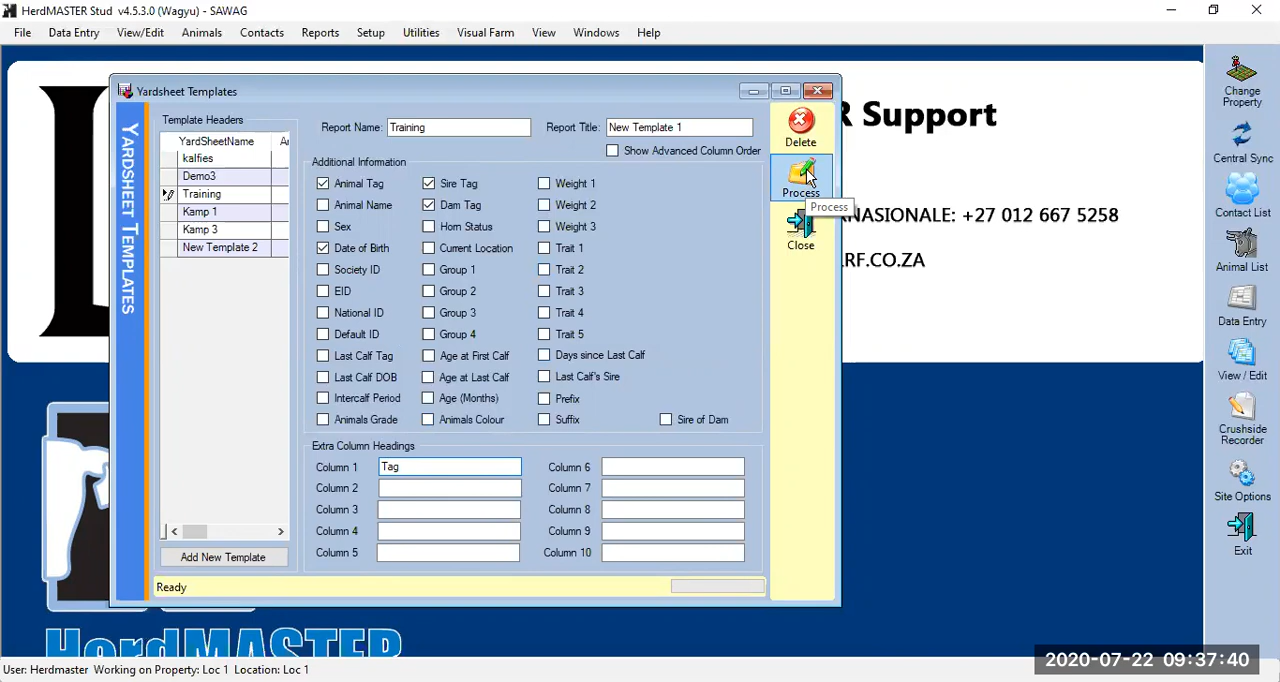 HerdMASTER Stud v4.5.3.0 (Wagyu) - SAWAG
File Data Entry View/Edit Animals Contacts Reports Setup Utilities Visual Farm View Windows Help
R Support
RNASIONALE: +27 012 667 5258
LRF.CO.ZA
Yardsheet Templates
YARDSHEET TEMPLATES
Template Headers
YardSheetName
kalfies
Demo3
Training
Kamp 1
Kamp 3
New Template 2
Add New Template
Report Name: Training Report Title: New Template 1
Show Advanced Column Order
Additional Information
Animal Tag Sire Tag Weight 1
Animal Name Dam Tag Weight 2
Sex Horn Status Weight 3
Date of Birth Current Location Trait 1
Society ID Group 1 Trait 2
EID Group 2 Trait 3
National ID Group 3 Trait 4
Default ID Group 4 Trait 5
Last Calf Tag Age at First Calf Days since Last Calf
Last Calf DOB Age at Last Calf Last Calf's Sire
Intercalf Period Age (Months) Prefix
Animals Grade Animals Colour Suffix Sire of Dam
Extra Column Headings
Column 1 Tag Column 6
Column 2 Column 7
Column 3 Column 8
Column 4 Column 9
Column 5 Column 10
Ready
Delete
Process
Process
Close
Change
Property
Central Sync
Contact List
Animal List
Data Entry
View / Edit
Crushside
Recorder
Site Options
Exit
HerdMASTER
User: Herdmaster Working on Property: Loc 1 Location: Loc 1
2020-07-22 09:37:40